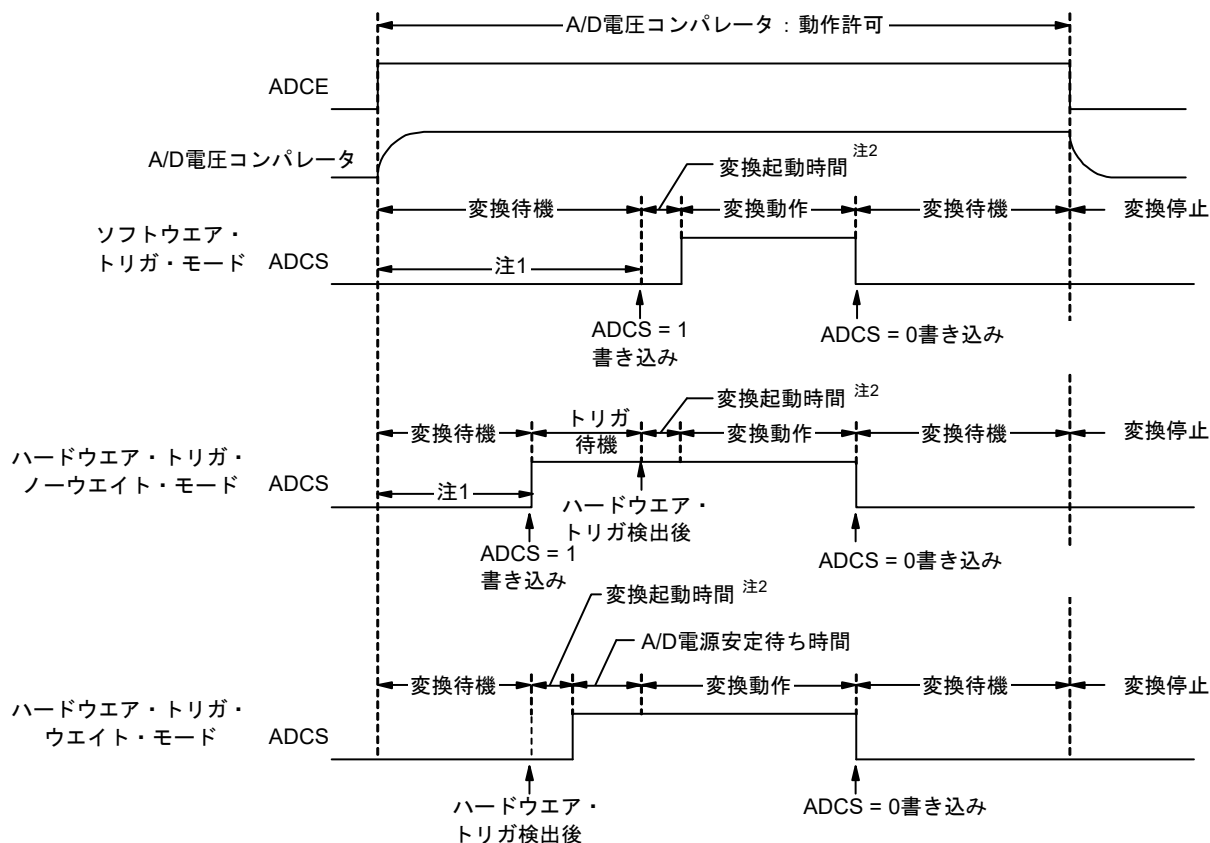 A/D電圧コンパレータ：動作許可
ADCE
A/D電圧コンパレータ
変換起動時間 注2
変換待機
変換動作
変換待機
変換停止
ソフトウエア・
トリガ・モード
ADCS
注1
ADCS = 1
書き込み
ADCS = 0書き込み
変換起動時間 注2
変換待機
トリガ
待機
変換動作
変換待機
変換停止
ハードウエア・トリガ・
ノーウエイト・モード
ADCS
注1
ハードウエア・
トリガ検出後
ADCS = 1
書き込み
ADCS = 0書き込み
変換起動時間 注2
A/D電源安定待ち時間
変換待機
変換動作
変換待機
変換停止
ハードウエア・トリガ・
ウエイト・モード
ADCS
ハードウエア・
トリガ検出後
ADCS = 0書き込み